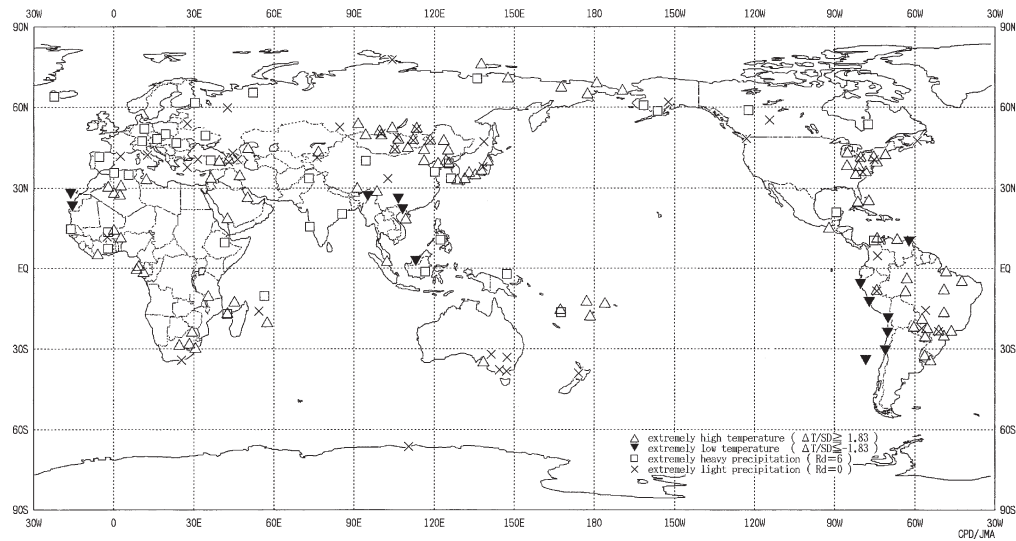 30W 0 30E 60E 90E 120E 150E 180 150W 120W 90W 60W 30W
90N 90N
60N 60N
30N 30N
EQ EQ
30S 30S
60S 60S
△ extremely high temperature ( ΔT/SD≧ 1.83 )
▼ extremely low temperature ( ΔT/SD≦-1.83 )
□ extremely heavy precipitation ( Rd=6 )
× extremely light precipitation ( Rd=0 )
90S 90S
30W 0 30E 60E 90E 120E 150E 180 150W 120W 90W 60W 30W
CPD/JMA